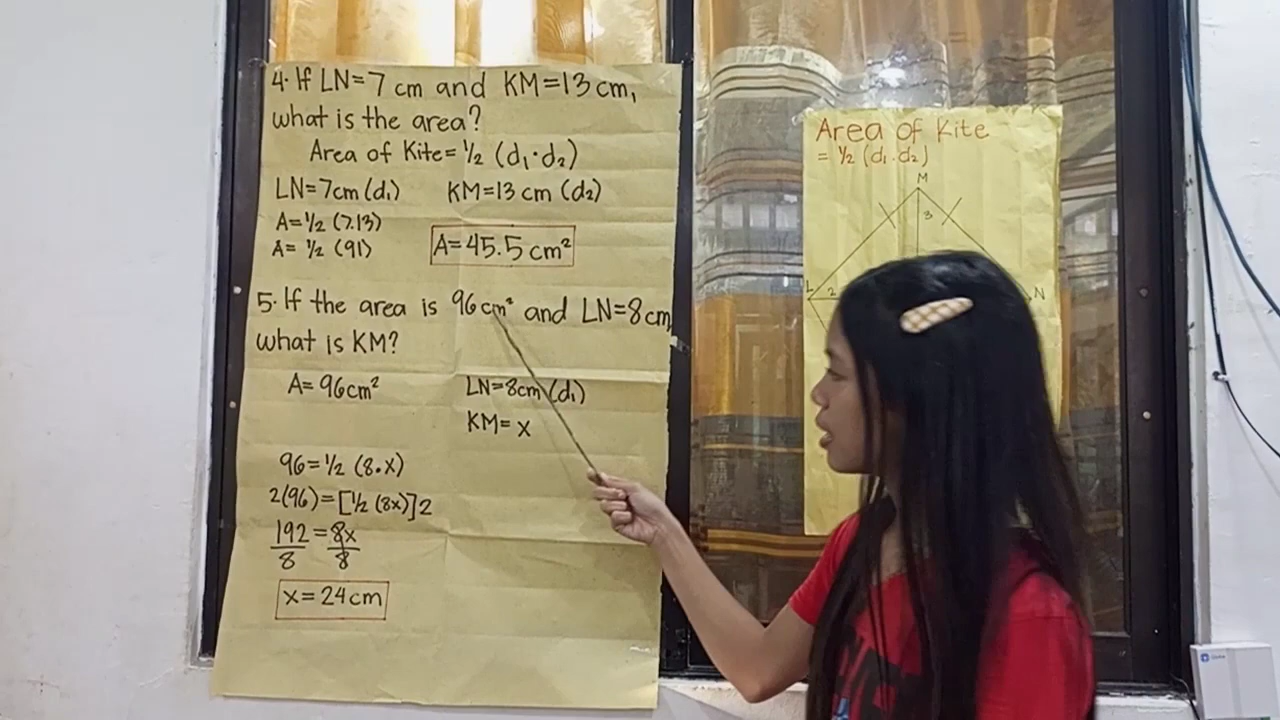 4. If LN=7 cm and KM=13 cm,
what is the area?
Area of Kite= ½ (d₁·d₂)
LN=7cm (d₁) KM=13 cm (d₂)
A=½ (7.13)
A= ½ (91)
A=45.5 cm²
5. If the area is 96cm² and LN=8cm,
what is KM?
A= 96cm²
LN=8cm (d₁)
KM= x
96=½ (8.x)
2(96)=[½ (8x)]2
192 = 8x
8 8
x=24cm
Area of Kite
= ½ (d₁.d₂)
M
3
L 2 N